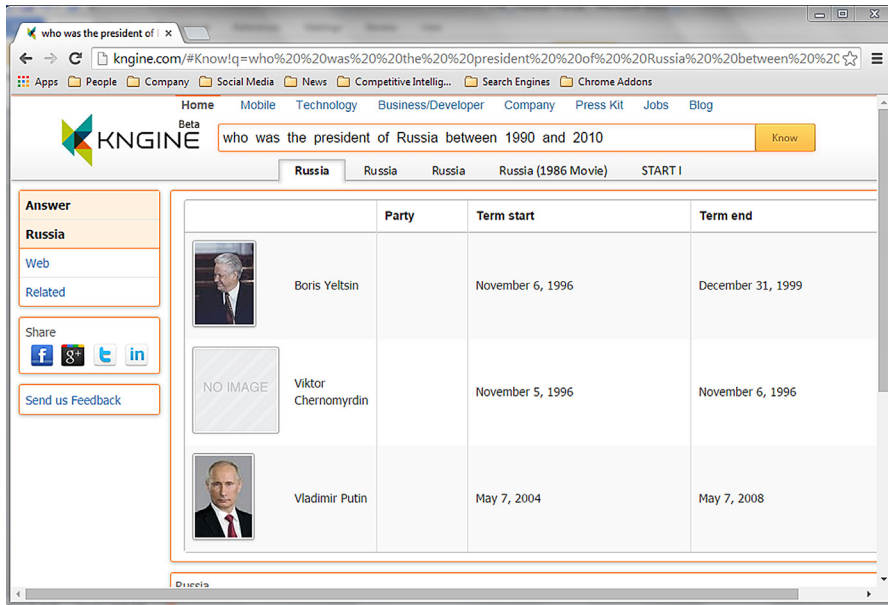 who was the president of
kngine.com/#Know!q=who%20%20was%20%20the%20%20president%20%20of%20%20Russia%20%20between%20%20
Apps People Company Social Media News Competitive Intellig... Search Engines Chrome Addons
Home Mobile Technology Business/Developer Company Press Kit Jobs Blog
KNGINE Beta
who was the president of Russia between 1990 and 2010 Know
Russia Russia Russia Russia (1986 Movie) START I
Answer
Russia
Web
Related
Share
f g+ t in
Send us Feedback
Party Term start Term end
Boris Yeltsin November 6, 1996 December 31, 1999
NO IMAGE
Viktor
Chernomyrdin November 5, 1996 November 6, 1996
Vladimir Putin May 7, 2004 May 7, 2008
Russia